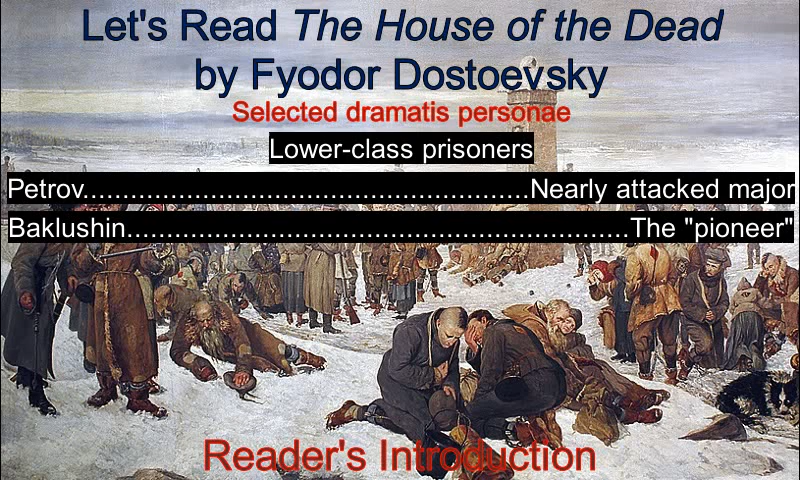 Let's Read The House of the Dead
by Fyodor Dostoevsky
Selected dramatis personae
Lower-class prisoners
Petrov........................................................Nearly attacked major
Baklushin...............................................................The "pioneer"
Reader's Introduction